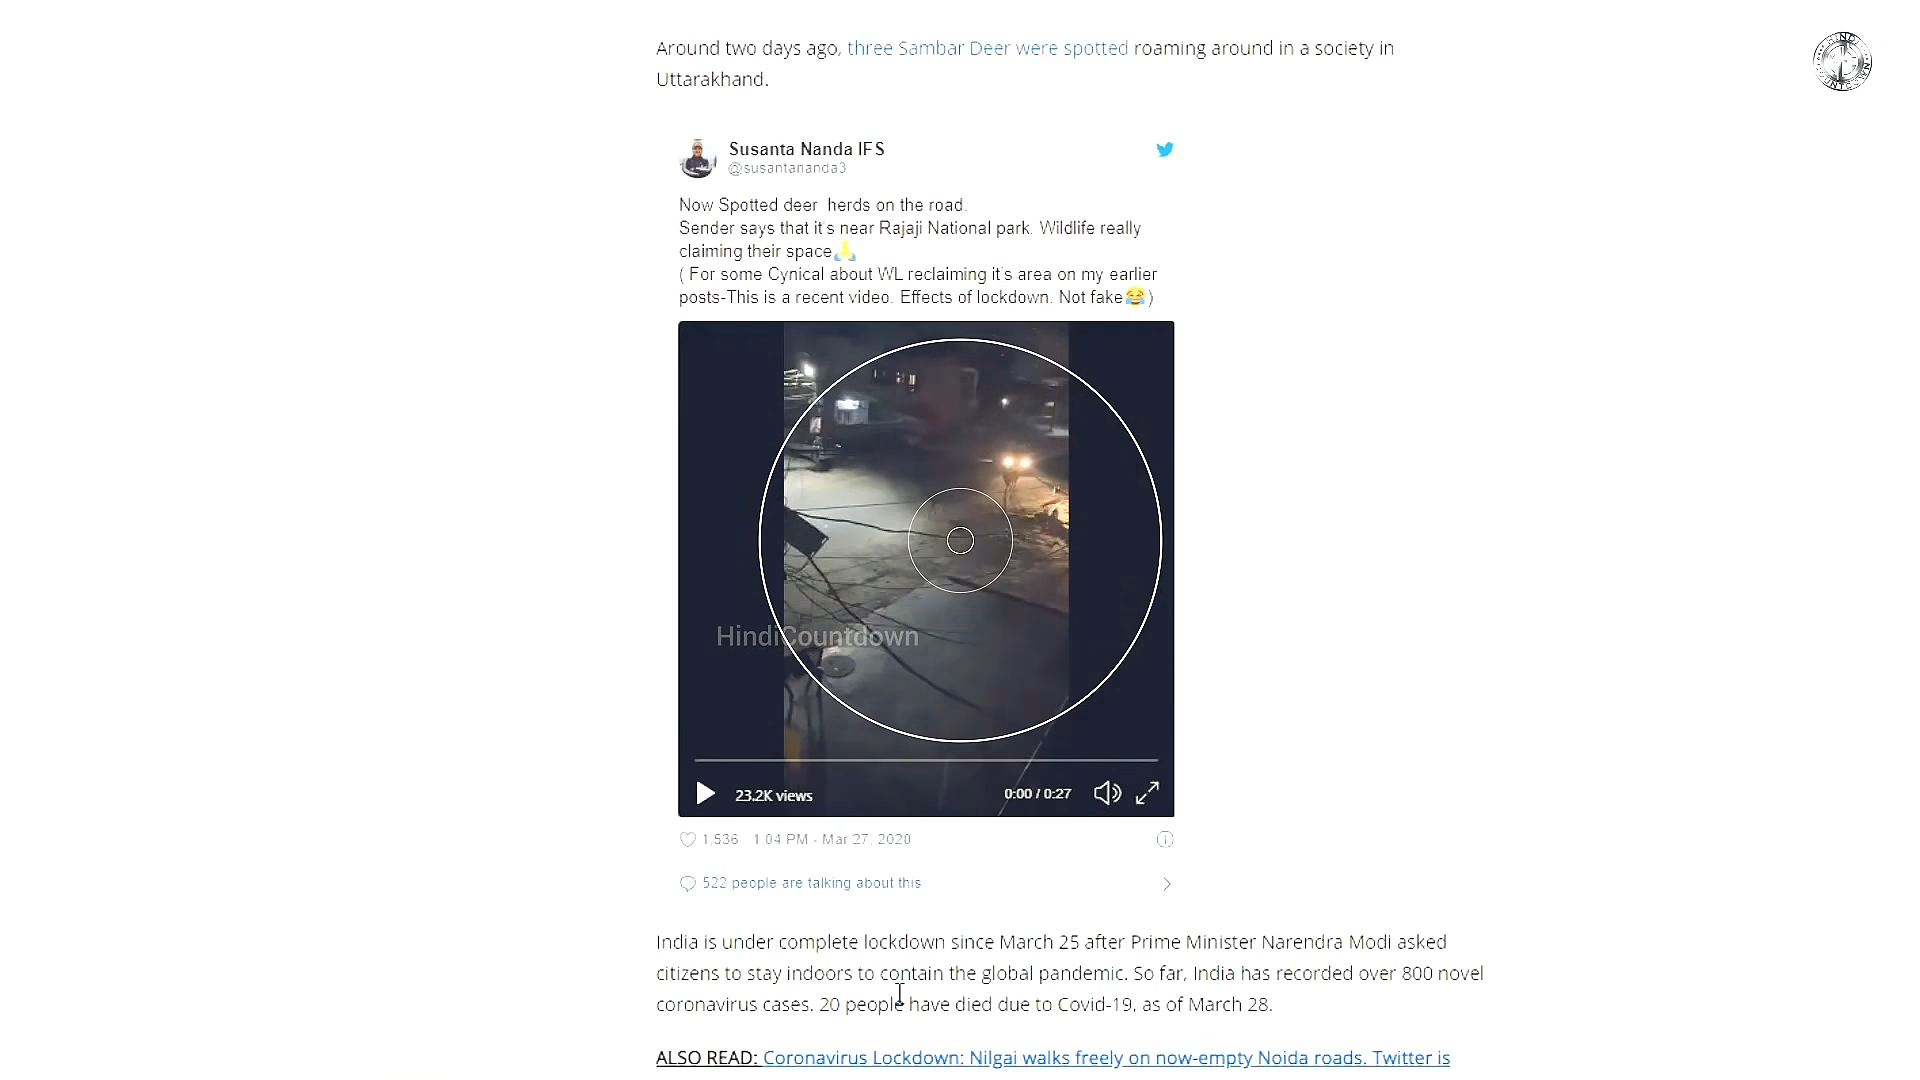 Around two days ago, three Sambar Deer were spotted roaming around in a society in
Uttarakhand.
Susanta Nanda IFS
@susantananda3
Now Spotted deer herds on the road.
Sender says that it's near Rajaji National park. Wildlife really
claiming their space🙏
( For some Cynical about WL reclaiming it's area on my earlier
posts-This is a recent video. Effects of lockdown. Not fake😂)
HindiCountdown
23.2K views
0:00 / 0:27
1,536 1:04 PM - Mar 27, 2020
522 people are talking about this
India is under complete lockdown since March 25 after Prime Minister Narendra Modi asked
citizens to stay indoors to contain the global pandemic. So far, India has recorded over 800 novel
coronavirus cases. 20 people have died due to Covid-19, as of March 28.
ALSO READ: Coronavirus Lockdown: Nilgai walks freely on now-empty Noida roads. Twitter is